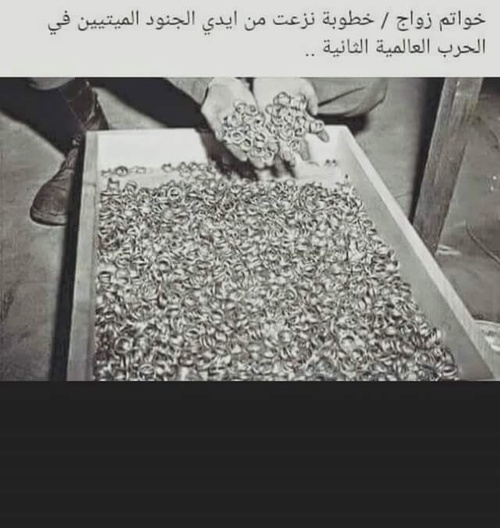 خواتم زواج / خطوبة نزعت من ايدي الجنود الميتيين في
الحرب العالمية الثانية ..